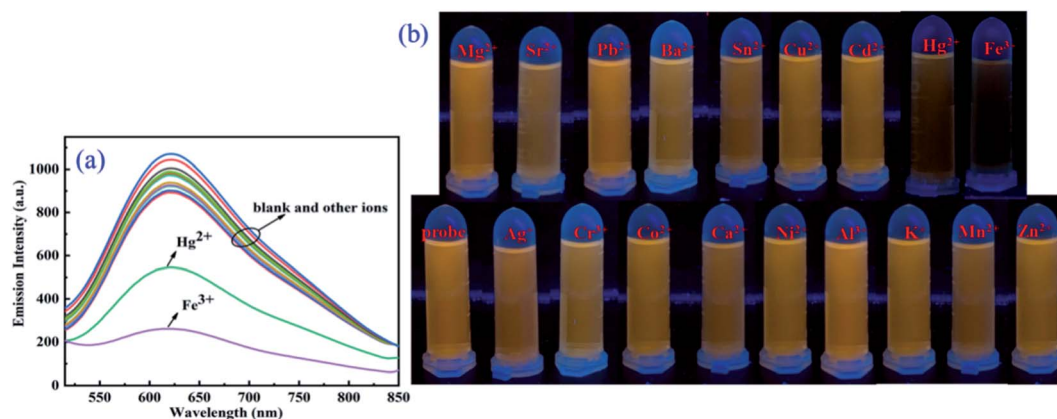 (a)
1000
800
600
400
200
0
Emission Intensity (a.u.)
blank and other ions
Hg²⁺
Fe³⁺
550 600 650 700 750 800 850
Wavelength (nm)
(b)
Mg²⁺ Sr²⁺ Pb²⁺ Ba²⁺ Sn²⁺ Cu²⁺ Cd²⁺ Hg²⁺ Fe³⁺
probe Ag⁺ Cr³⁺ Co²⁺ Ca²⁺ Ni²⁺ Al³⁺ K⁺ Mn²⁺ Zn²⁺